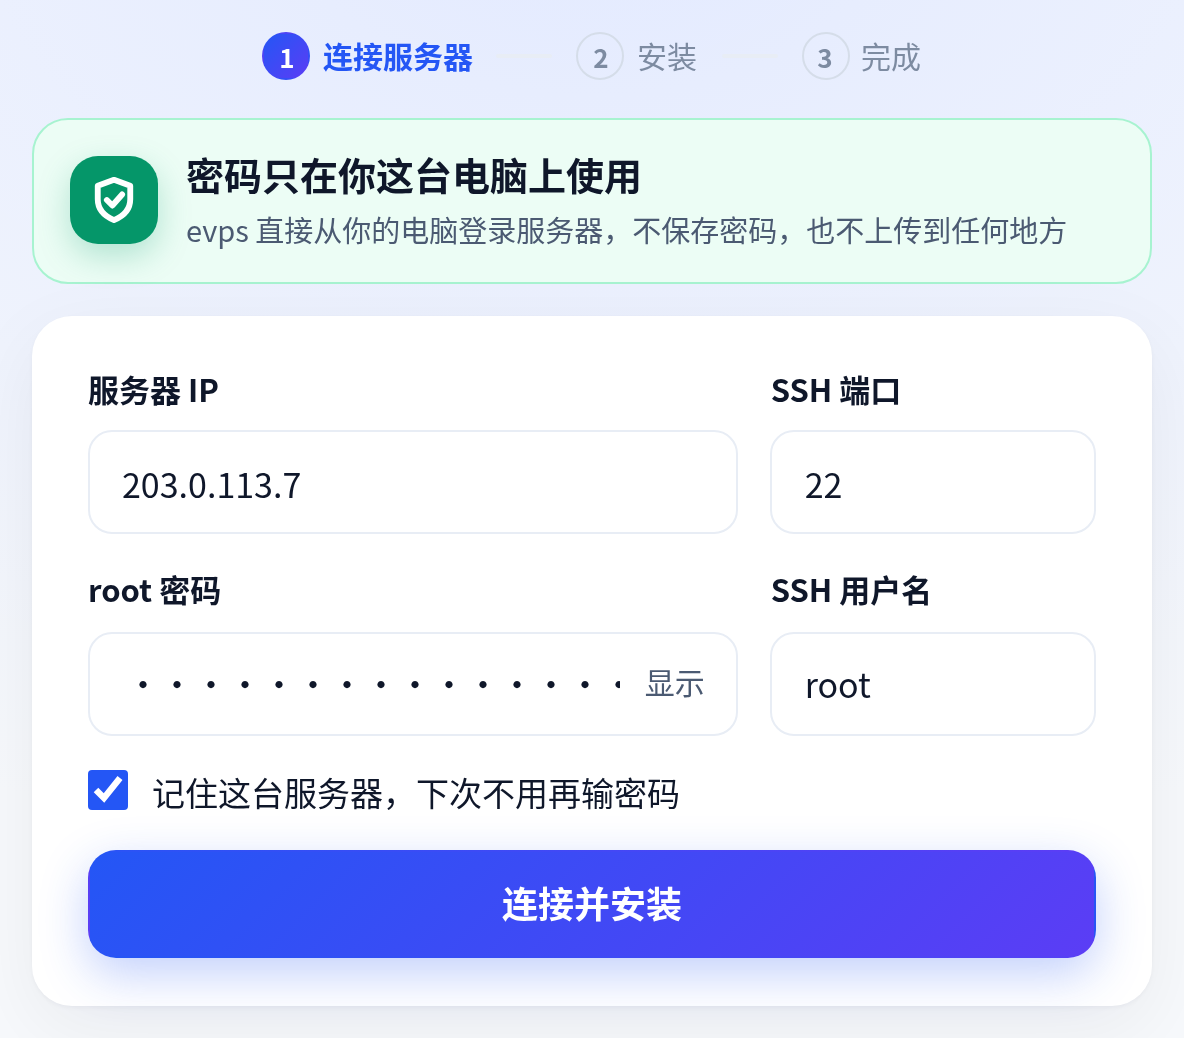 1 连接服务器 2 安装 3 完成
密码只在你这台电脑上使用
evps 直接从你的电脑登录服务器，不保存密码，也不上传到任何地方
服务器 IP SSH 端口
203.0.113.7 22
root 密码 SSH 用户名
显示 root
记住这台服务器，下次不用再输密码
连接并安装